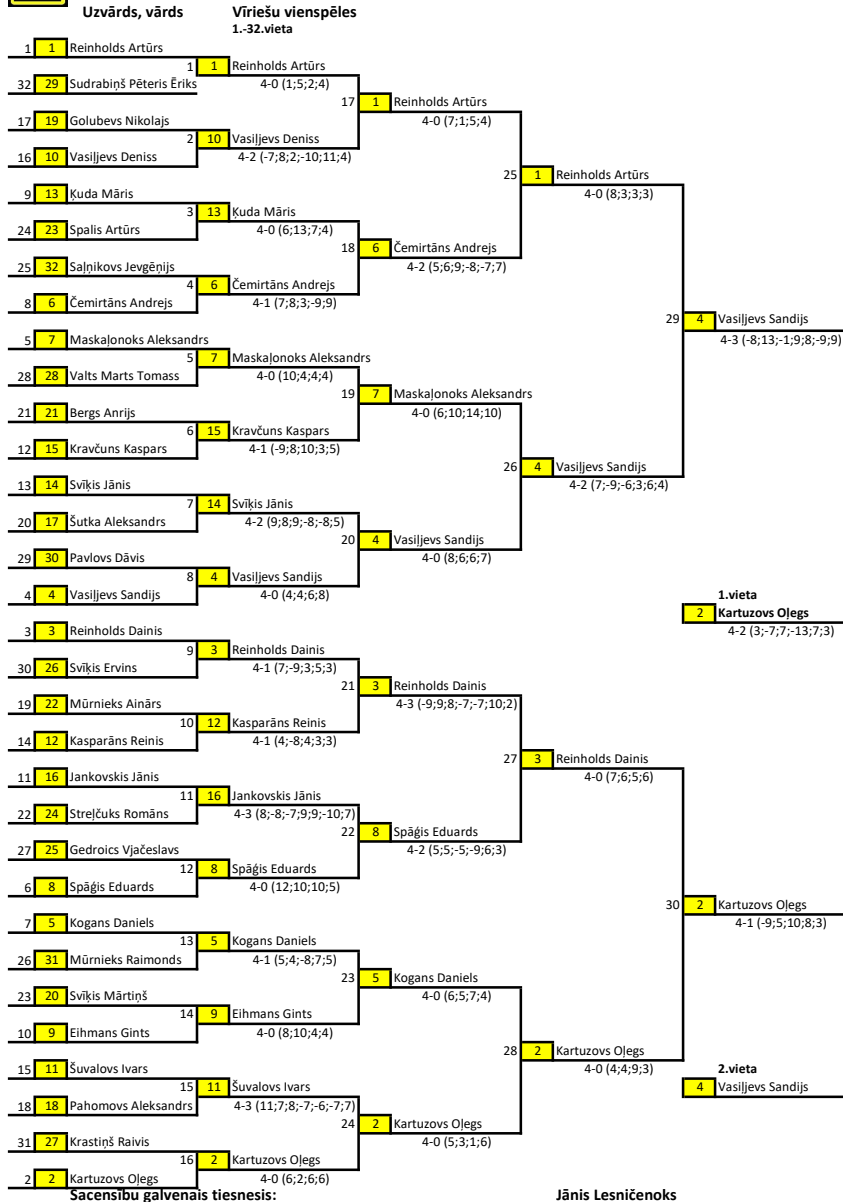 Uzvārds, vārds Vīriešu vienspēles
1.-32.vieta
1 1 Reinholds Artūrs
1 1 Reinholds Artūrs
32 29 Sudrabiņš Pēteris Ēriks 4-0 (1;5;2;4)
17 1 Reinholds Artūrs
17 19 Golubevs Nikolajs 4-0 (7;1;5;4)
2 10 Vasiļjevs Deniss
16 10 Vasiļjevs Deniss 4-2 (-7;8;2;-10;11;4)
25 1 Reinholds Artūrs
9 13 Ķuda Māris 4-0 (8;3;3;3)
3 13 Ķuda Māris
24 23 Spalis Artūrs 4-0 (6;13;7;4)
18 6 Čemirtāns Andrejs
25 32 Saļņikovs Jevgēņijs 4-2 (5;6;9;-8;-7;7)
4 6 Čemirtāns Andrejs
8 6 Čemirtāns Andrejs 4-1 (7;8;3;-9;9)
29 4 Vasiļjevs Sandijs
5 7 Maskaļonoks Aleksandrs 4-3 (-8;13;-1;9;8;-9;9)
5 7 Maskaļonoks Aleksandrs
28 28 Valts Marts Tomass 4-0 (10;4;4;4)
19 7 Maskaļonoks Aleksandrs
21 21 Bergs Anrijs 4-0 (6;10;14;10)
6 15 Kravčuns Kaspars
12 15 Kravčuns Kaspars 4-1 (-9;8;10;3;5)
26 4 Vasiļjevs Sandijs
13 14 Svīķis Jānis 4-2 (7;-9;-6;3;6;4)
7 14 Svīķis Jānis
20 17 Šutka Aleksandrs 4-2 (9;8;9;-8;-8;5)
20 4 Vasiļjevs Sandijs
29 30 Pavlovs Dāvis 4-0 (8;6;6;7)
8 4 Vasiļjevs Sandijs
4 4 Vasiļjevs Sandijs 4-0 (4;4;6;8)
1.vieta
2 Kartuzovs Oļegs
3 3 Reinholds Dainis 4-2 (3;-7;7;-13;7;3)
9 3 Reinholds Dainis
30 26 Svīķis Ervins 4-1 (7;-9;3;5;3)
21 3 Reinholds Dainis
19 22 Mūrnieks Ainārs 4-3 (-9;9;8;-7;-7;10;2)
10 12 Kasparāns Reinis
14 12 Kasparāns Reinis 4-1 (4;-8;4;3;3)
27 3 Reinholds Dainis
11 16 Jankovskis Jānis 4-0 (7;6;5;6)
11 16 Jankovskis Jānis
22 24 Streļčuks Romāns 4-3 (8;-8;-7;9;9;-10;7)
22 8 Spāģis Eduards
27 25 Gedroics Vjačeslavs 4-2 (5;5;-5;-9;6;3)
12 8 Spāģis Eduards
6 8 Spāģis Eduards 4-0 (12;10;10;5)
30 2 Kartuzovs Oļegs
7 5 Kogans Daniels 4-1 (-9;5;10;8;3)
13 5 Kogans Daniels
26 31 Mūrnieks Raimonds 4-1 (5;4;-8;7;5)
23 5 Kogans Daniels
23 20 Svīķis Mārtiņš 4-0 (6;5;7;4)
14 9 Eihmans Gints
10 9 Eihmans Gints 4-0 (8;10;4;4)
28 2 Kartuzovs Oļegs
15 11 Šuvalovs Ivars 4-0 (4;4;9;3) 2.vieta
15 11 Šuvalovs Ivars 4 Vasiļjevs Sandijs
18 18 Pahomovs Aleksandrs 4-3 (11;7;8;-7;-6;-7;7)
24 2 Kartuzovs Oļegs
31 27 Krastiņš Raivis 4-0 (5;3;1;6)
16 2 Kartuzovs Oļegs
2 2 Kartuzovs Oļegs 4-0 (6;2;6;6)
Sacensību galvenais tiesnesis: Jānis Lesničenoks